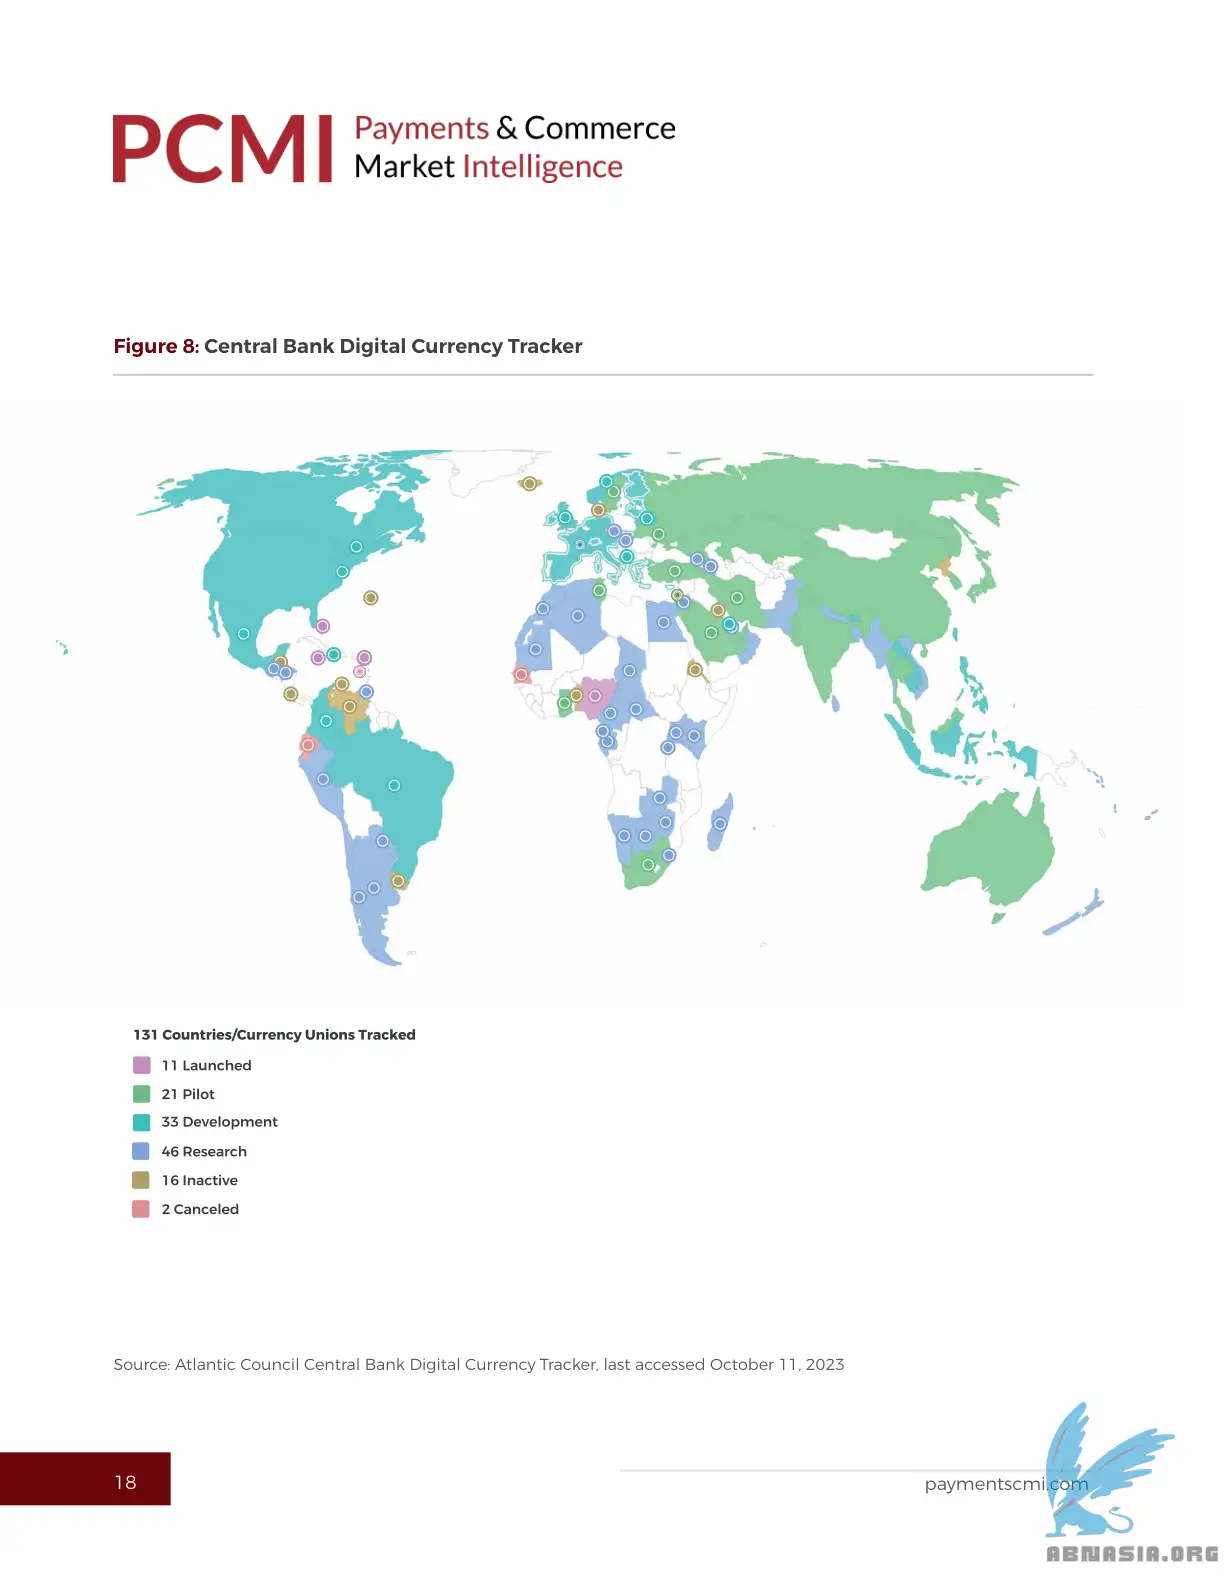 PCMI
Payments & Commerce
Market Intelligence
Figure 8: Central Bank Digital Currency Tracker
131 Countries/Currency Unions Tracked
11 Launched
21 Pilot
33 Development
46 Research
16 Inactive
2 Canceled
Source: Atlantic Council Central Bank Digital Currency Tracker, last accessed October 11, 2023
18
paymentscmi.com
ABNASIA.ORG